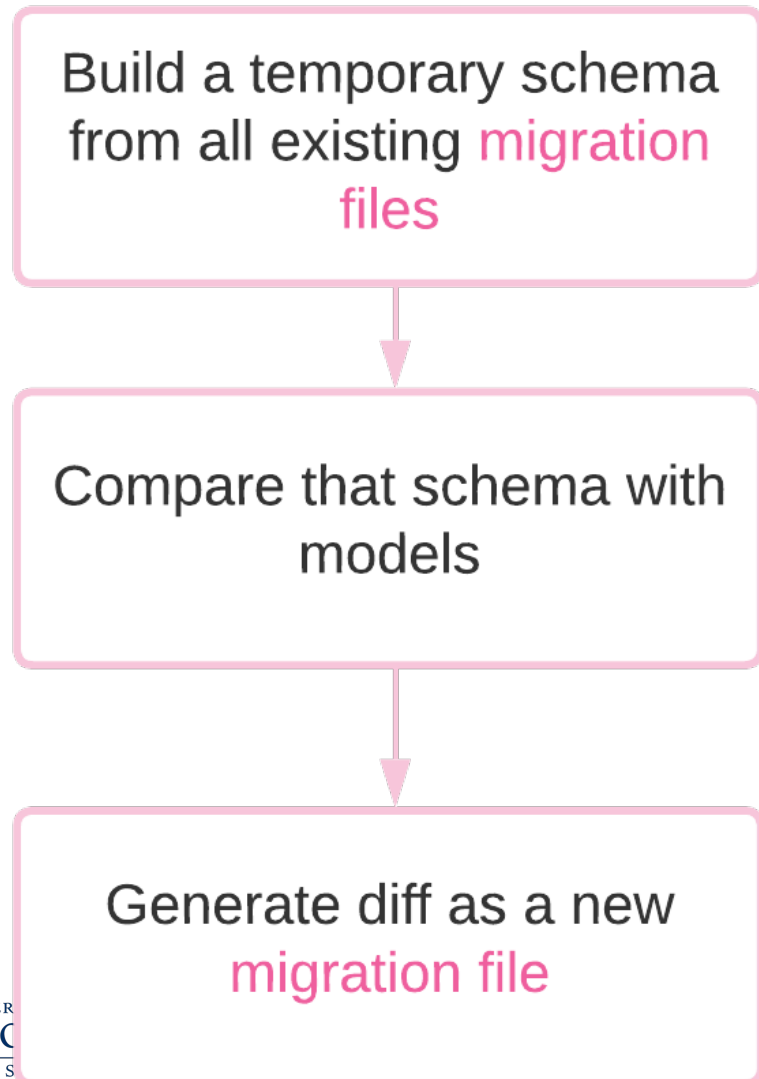 Build a temporary schema
from all existing migration
files
Compare that schema with
models
Generate diff as a new
migration file